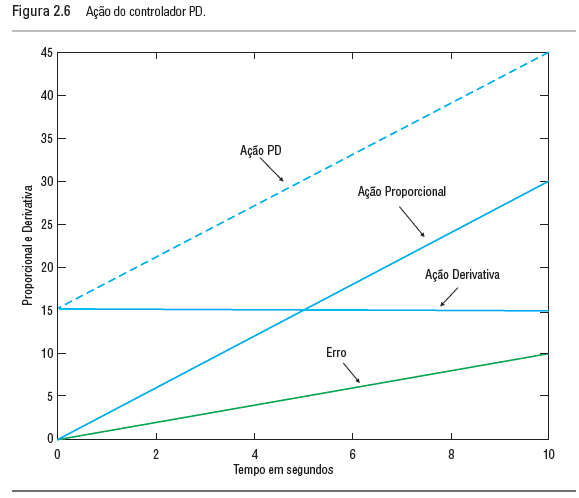 Figura 2.6 Ação do controlador PD.
45
40
35
30
25
20
15
10
5
0
Proporcional e Derivativa
Ação PD
Ação Proporcional
Ação Derivativa
Erro
0 2 4 6 8 10
Tempo em segundos